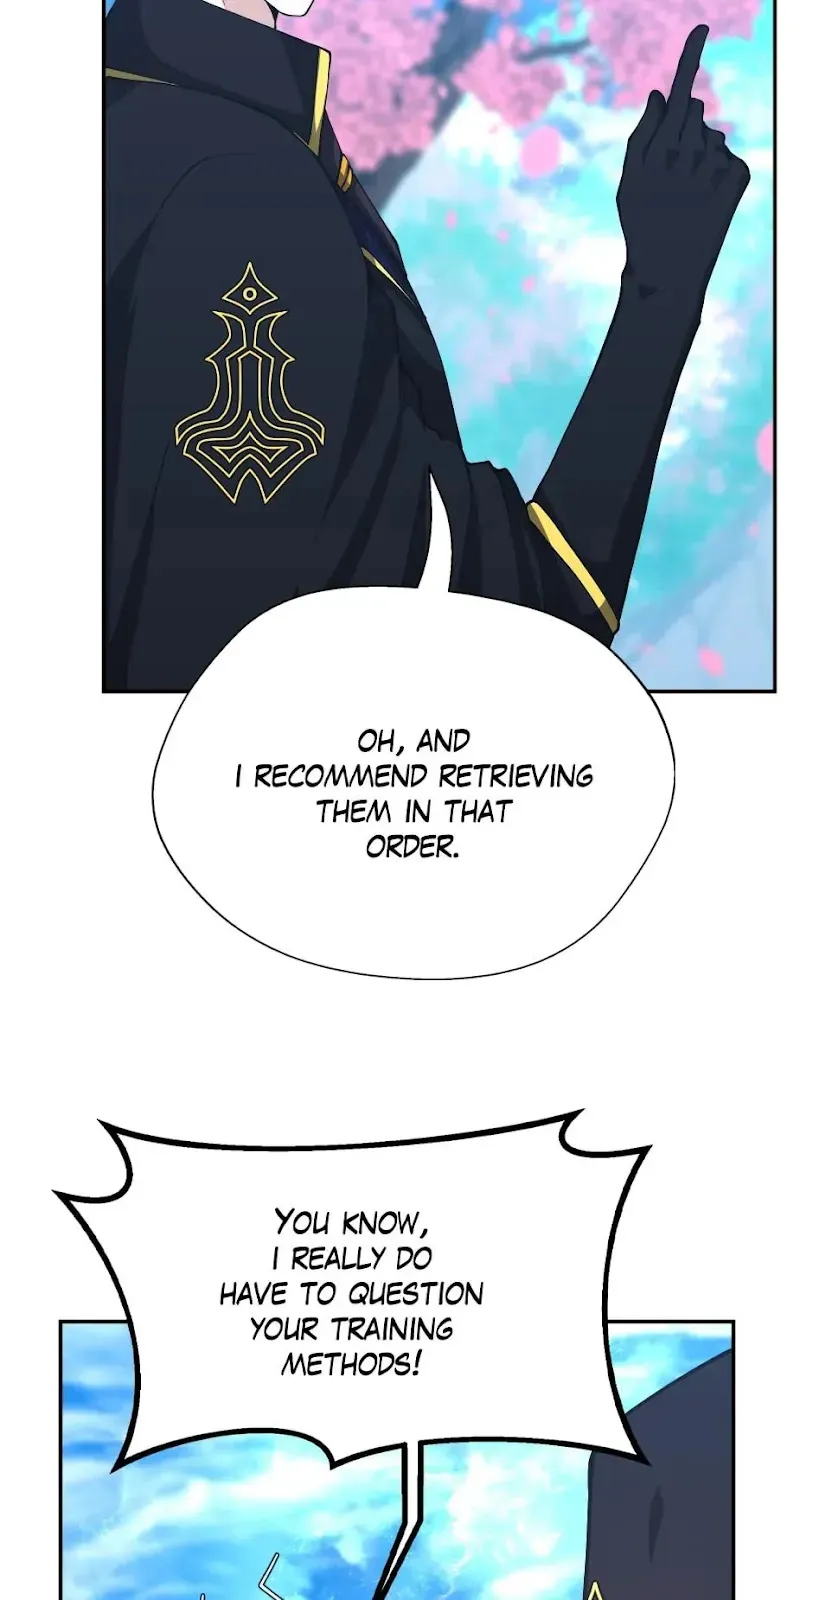 OH, AND
I RECOMMEND RETRIEVING
THEM IN THAT
ORDER.
YOU KNOW,
I REALLY DO
HAVE TO QUESTION
YOUR TRAINING
METHODS!